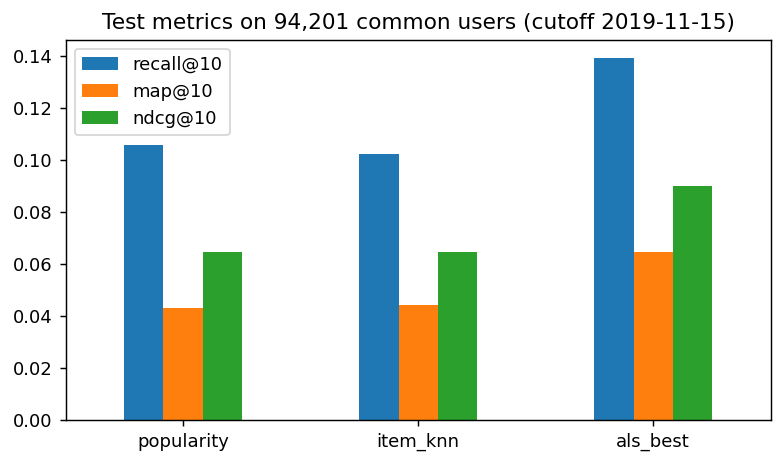 Test metrics on 94,201 common users (cutoff 2019-11-15)
recall@10
map@10
ndcg@10
0.14
0.12
0.10
0.08
0.06
0.04
0.02
0.00
popularity
item_knn
als_best